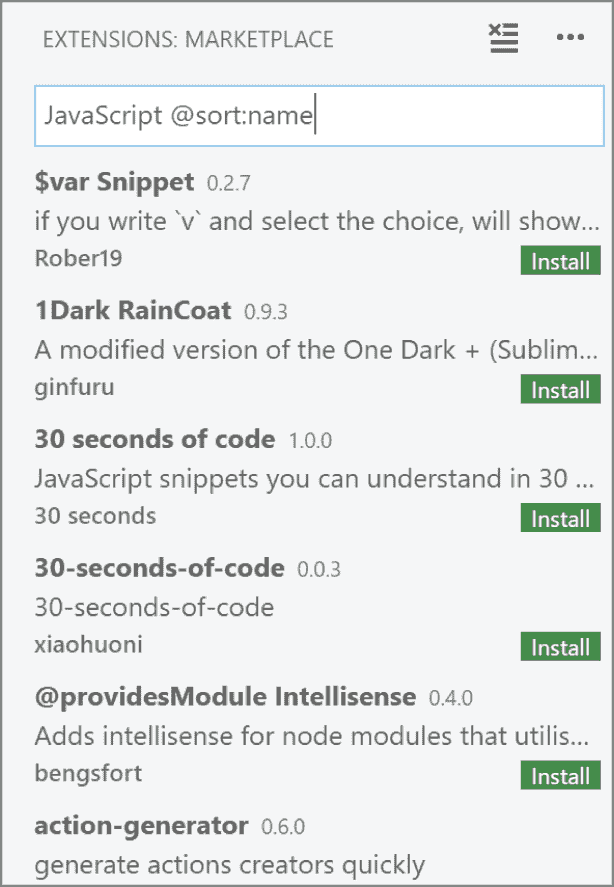 EXTENSIONS: MARKETPLACE
JavaScript @sort:name
$var Snippet 0.2.7
if you write `v` and select the choice, will show...
Rober19 Install
1Dark RainCoat 0.9.3
A modified version of the One Dark + (Sublim...
ginfuru Install
30 seconds of code 1.0.0
JavaScript snippets you can understand in 30 ...
30 seconds Install
30-seconds-of-code 0.0.3
30-seconds-of-code
xiaohuoni Install
@providesModule Intellisense 0.4.0
Adds intellisense for node modules that utilis...
bengsfort Install
action-generator 0.6.0
generate actions creators quickly